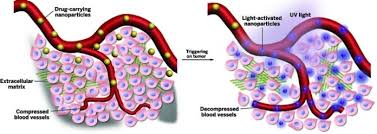 Drug-carrying
nanoparticles
Extracellular
matrix
Compressed
blood vessels
Triggering
on tumor
Light-activated
nanoparticles
UV light
Decompressed
blood vessels